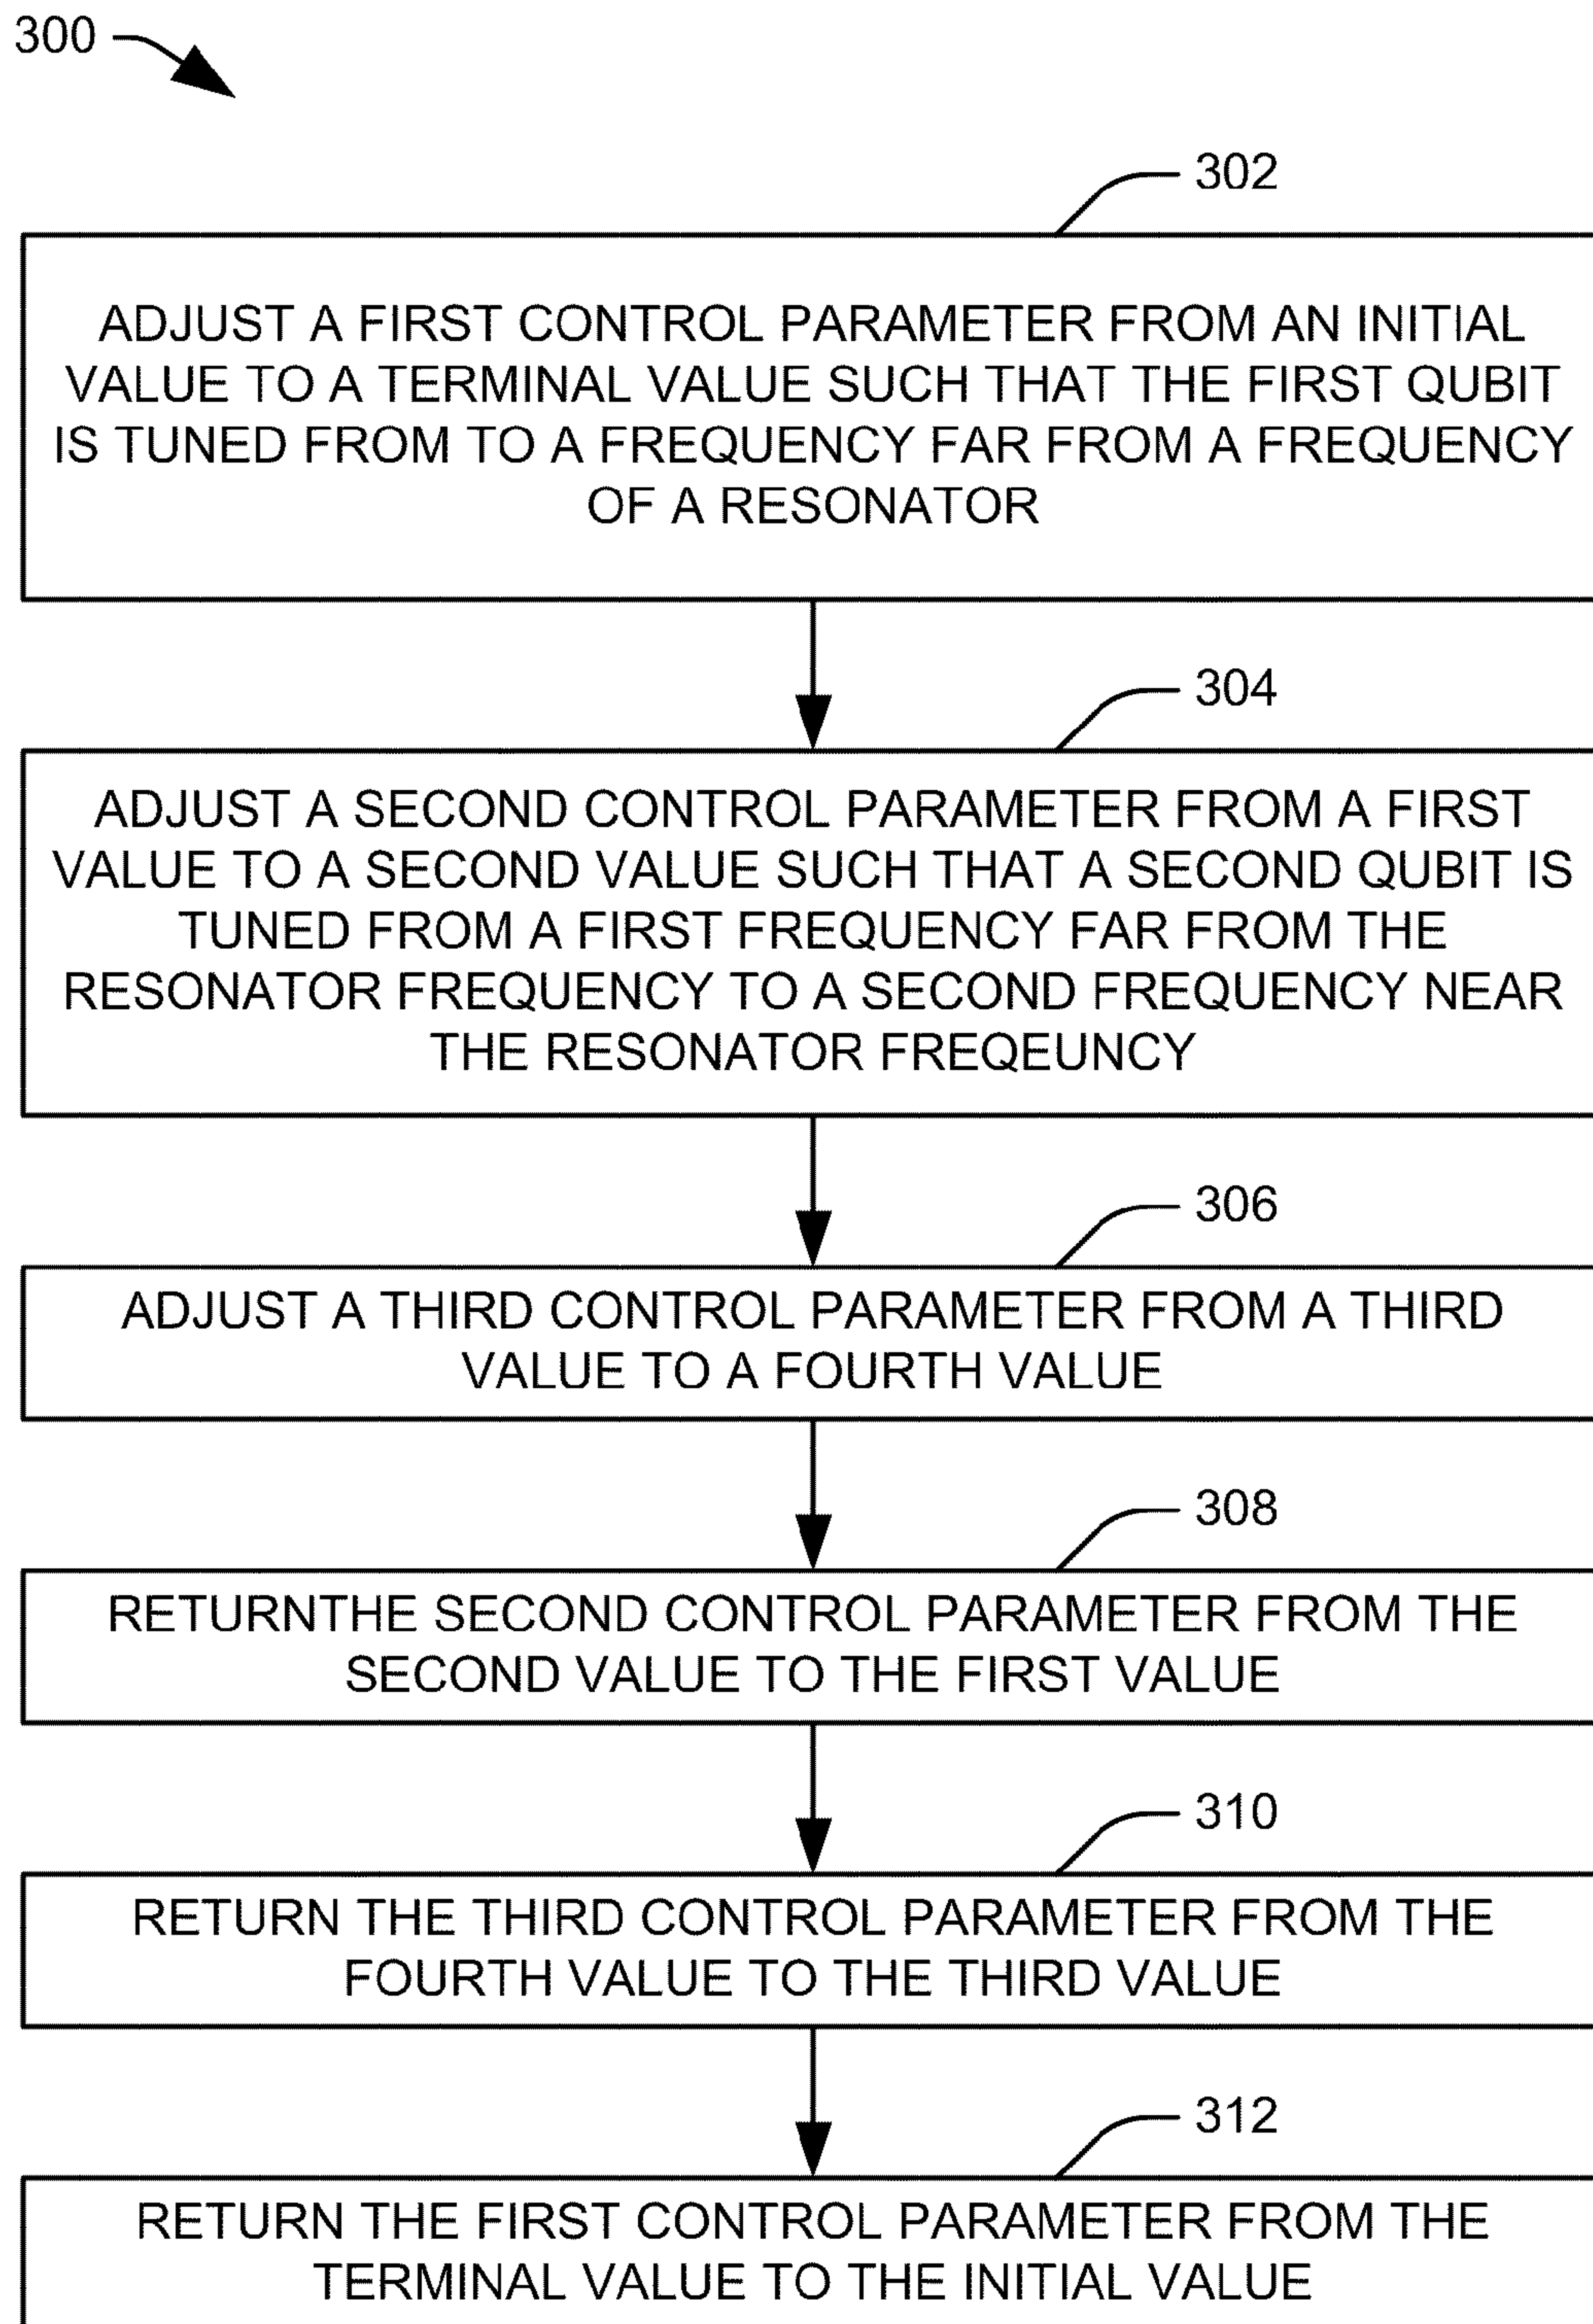 300
302
ADJUST A FIRST CONTROL PARAMETER FROM AN INITIAL
VALUE TO A TERMINAL VALUE SUCH THAT THE FIRST QUBIT
IS TUNED FROM TO A FREQUENCY FAR FROM A FREQUENCY
OF A RESONATOR
304
ADJUST A SECOND CONTROL PARAMETER FROM A FIRST
VALUE TO A SECOND VALUE SUCH THAT A SECOND QUBIT IS
TUNED FROM A FIRST FREQUENCY FAR FROM THE
RESONATOR FREQUENCY TO A SECOND FREQUENCY NEAR
THE RESONATOR FREQEUNCY
306
ADJUST A THIRD CONTROL PARAMETER FROM A THIRD
VALUE TO A FOURTH VALUE
308
RETURNTHE SECOND CONTROL PARAMETER FROM THE
SECOND VALUE TO THE FIRST VALUE
310
RETURN THE THIRD CONTROL PARAMETER FROM THE
FOURTH VALUE TO THE THIRD VALUE
312
RETURN THE FIRST CONTROL PARAMETER FROM THE
TERMINAL VALUE TO THE INITIAL VALUE